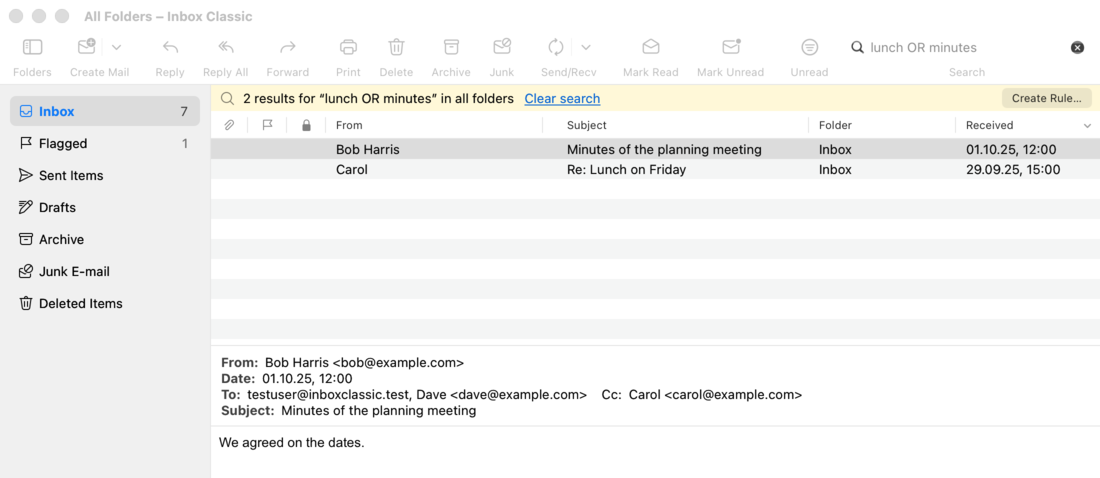 All Folders – Inbox Classic
lunch OR minutes
Folders Create Mail Reply Reply All Forward Print Delete Archive Junk Send/Recv Mark Read Mark Unread Unread Search
Inbox 7
Flagged 1
Sent Items
Drafts
Archive
Junk E-mail
Deleted Items
2 results for “lunch OR minutes” in all folders Clear search Create Rule...
From Subject Folder Received
Bob Harris Minutes of the planning meeting Inbox 01.10.25, 12:00
Carol Re: Lunch on Friday Inbox 29.09.25, 15:00
From: Bob Harris <bob@example.com>
Date: 01.10.25, 12:00
To: testuser@inboxclassic.test, Dave <dave@example.com> Cc: Carol <carol@example.com>
Subject: Minutes of the planning meeting
We agreed on the dates.